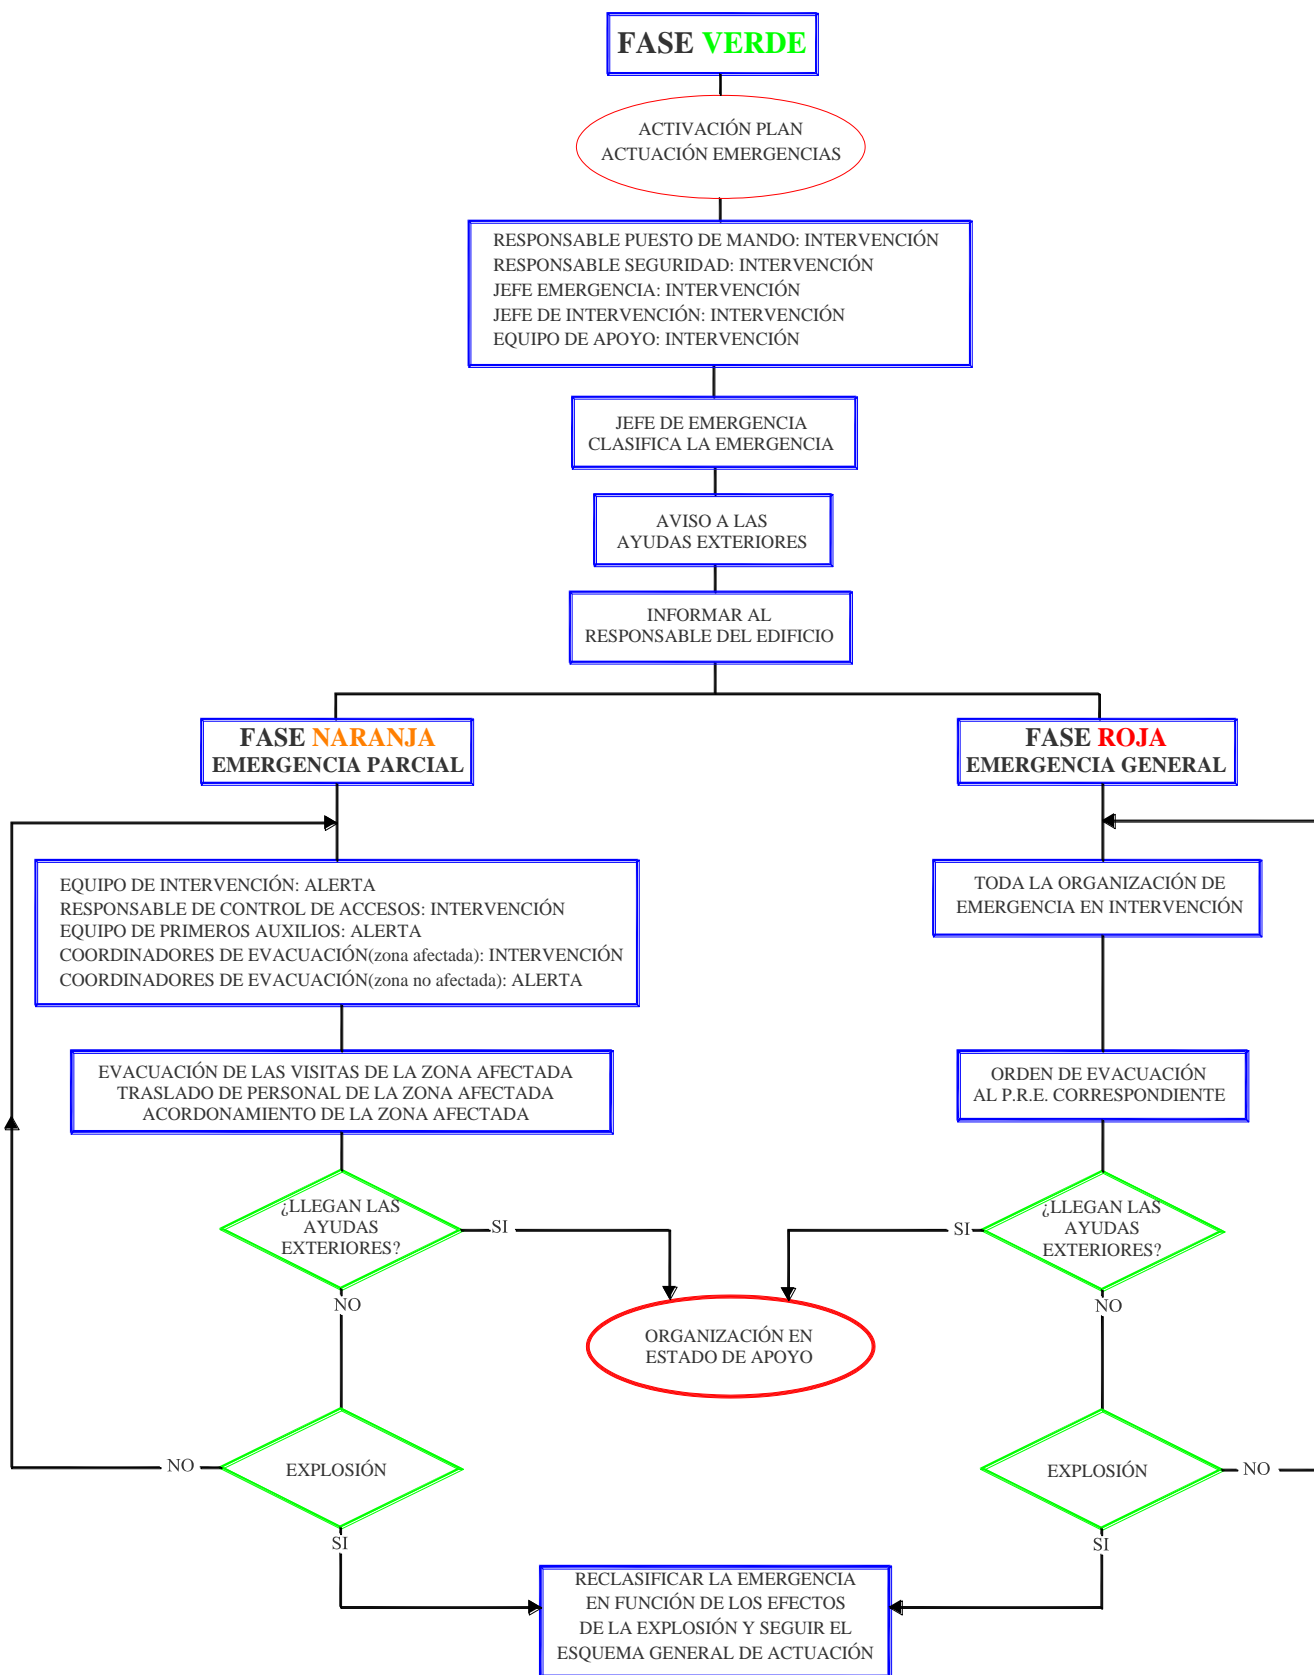 FASE VERDE
ACTIVACIÓN PLAN
ACTUACIÓN EMERGENCIAS
RESPONSABLE PUESTO DE MANDO: INTERVENCIÓN
RESPONSABLE SEGURIDAD: INTERVENCIÓN
JEFE EMERGENCIA: INTERVENCIÓN
JEFE DE INTERVENCIÓN: INTERVENCIÓN
EQUIPO DE APOYO: INTERVENCIÓN
JEFE DE EMERGENCIA
CLASIFICA LA EMERGENCIA
AVISO A LAS
AYUDAS EXTERIORES
INFORMAR AL
RESPONSABLE DEL EDIFICIO
FASE NARANJA
EMERGENCIA PARCIAL
FASE ROJA
EMERGENCIA GENERAL
EQUIPO DE INTERVENCIÓN: ALERTA
RESPONSABLE DE CONTROL DE ACCESOS: INTERVENCIÓN
EQUIPO DE PRIMEROS AUXILIOS: ALERTA
COORDINADORES DE EVACUACIÓN(zona afectada): INTERVENCIÓN
COORDINADORES DE EVACUACIÓN(zona no afectada): ALERTA
TODA LA ORGANIZACIÓN DE
EMERGENCIA EN INTERVENCIÓN
EVACUACIÓN DE LAS VISITAS DE LA ZONA AFECTADA
TRASLADO DE PERSONAL DE LA ZONA AFECTADA
ACORDONAMIENTO DE LA ZONA AFECTADA
ORDEN DE EVACUACIÓN
AL P.R.E. CORRESPONDIENTE
¿LLEGAN LAS
AYUDAS
EXTERIORES?
SI
NO
¿LLEGAN LAS
AYUDAS
EXTERIORES?
SI
NO
ORGANIZACIÓN EN
ESTADO DE APOYO
EXPLOSIÓN
NO
SI
EXPLOSIÓN
NO
SI
RECLASIFICAR LA EMERGENCIA
EN FUNCIÓN DE LOS EFECTOS
DE LA EXPLOSIÓN Y SEGUIR EL
ESQUEMA GENERAL DE ACTUACIÓN